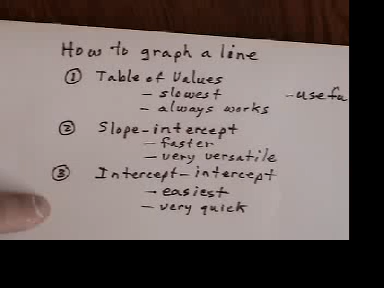 How to graph a line
① Table of Values
- slowest
- always works
② Slope-intercept
- faster
- very versatile
③ Intercept-intercept
- easiest
- very quick